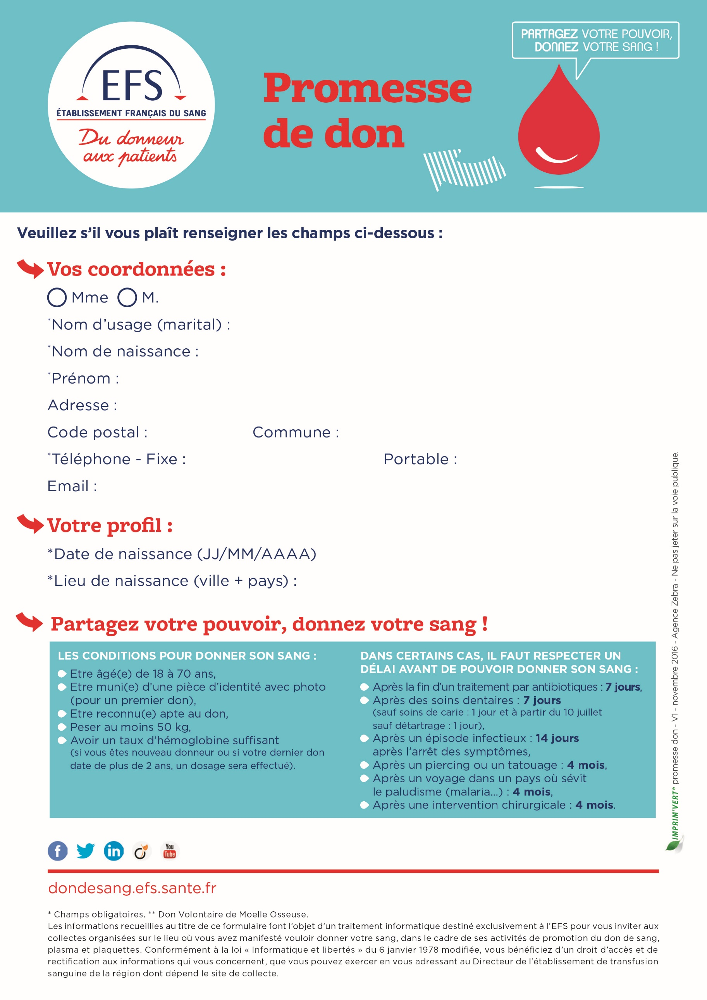 EFS
ÉTABLISSEMENT FRANÇAIS DU SANG
Du donneur
aux patients
Promesse
de don
PARTAGEZ VOTRE POUVOIR,
DONNEZ VOTRE SANG !
Veuillez s’il vous plaît renseigner les champs ci-dessous :
Vos coordonnées :
Mme M.
*Nom d’usage (marital) :
*Nom de naissance :
*Prénom :
Adresse :
Code postal : Commune :
*Téléphone - Fixe : Portable :
Email :
Votre profil :
*Date de naissance (JJ/MM/AAAA)
*Lieu de naissance (ville + pays) :
Partagez votre pouvoir, donnez votre sang !
LES CONDITIONS POUR DONNER SON SANG :
Etre âgé(e) de 18 à 70 ans,
Etre muni(e) d’une pièce d’identité avec photo
(pour un premier don),
Etre reconnu(e) apte au don,
Peser au moins 50 kg,
Avoir un taux d’hémoglobine suffisant
(si vous êtes nouveau donneur ou si votre dernier don
date de plus de 2 ans, un dosage sera effectué).
DANS CERTAINS CAS, IL FAUT RESPECTER UN
DÉLAI AVANT DE POUVOIR DONNER SON SANG :
Après la fin d’un traitement par antibiotiques : 7 jours,
Après des soins dentaires : 7 jours
(sauf soins de carie : 1 jour et à partir du 10 juillet
sauf détartrage : 1 jour),
Après un épisode infectieux : 14 jours
après l’arrêt des symptômes,
Après un piercing ou un tatouage : 4 mois,
Après un voyage dans un pays où sévit
le paludisme (malaria...) : 4 mois,
Après une intervention chirurgicale : 4 mois.
IMPRIM'VERT® promesse don - V1 - novembre 2016 - Agence Zebra - Ne pas jeter sur la voie publique.
f in You
Tube
dondesang.efs.sante.fr
* Champs obligatoires. ** Don Volontaire de Moelle Osseuse.
Les informations recueillies au titre de ce formulaire font l’objet d’un traitement informatique destiné exclusivement à l’EFS pour vous inviter aux
collectes organisées sur le lieu où vous avez manifesté vouloir donner votre sang, dans le cadre de ses activités de promotion du don de sang,
plasma et plaquettes. Conformément à la loi « Informatique et libertés » du 6 janvier 1978 modifiée, vous bénéficiez d’un droit d’accès et de
rectification aux informations qui vous concernent, que vous pouvez exercer en vous adressant au Directeur de l’établissement de transfusion
sanguine de la région dont dépend le site de collecte.